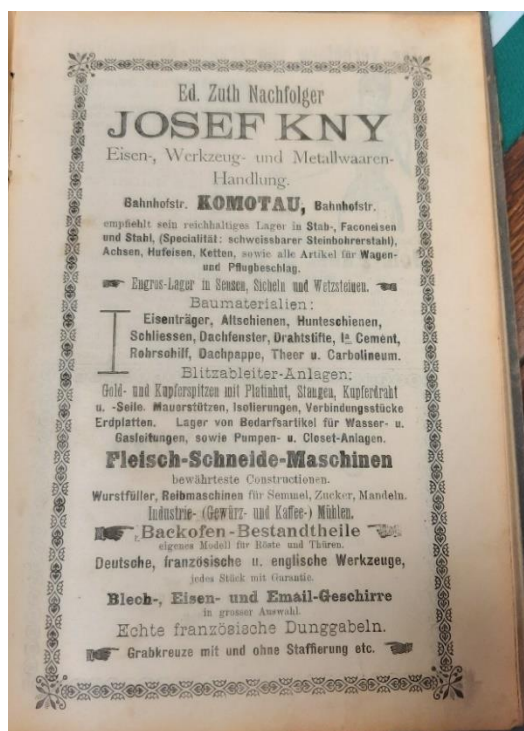 Ed. Zuth Nachfolger
JOSEF KNY
Eisen-, Werkzeug- und Metallwaaren-
Handlung.
Bahnhofstr. KOMOTAU, Bahnhofstr.
empfiehlt sein reichhaltiges Lager in Stab-, Faconeisen
und Stahl, (Specialität: schweissbarer Steinbohrerstahl),
Achsen, Hufeisen, Ketten, sowie alle Artikel für Wagen-
und Pflugbeschlag.
Engros-Lager in Sensen, Sicheln und Wetzsteinen.
Baumaterialien:
Eisenträger, Altschienen, Hunteschienen,
Schliessen, Dachfenster, Drahtstifte, Ia Cement,
Rohrschilf, Dachpappe, Theer u. Carbolineum.
Blitzableiter-Anlagen:
Gold- und Kupferspitzen mit Platinhut, Stangen, Kupferdraht
u. -Seile. Mauerstützen, Isolierungen, Verbindungsstücke
Erdplatten. Lager von Bedarfsartikel für Wasser- u.
Gasleitungen, sowie Pumpen- u. Closet-Anlagen.
Fleisch-Schneide-Maschinen
bewährteste Constructionen.
Wurstfüller, Reibmaschinen für Semmel, Zucker, Mandeln.
Industrie- (Gewürz- und Kaffee-) Mühlen.
Backofen-Bestandtheile
eigenes Modell für Röste und Thüren.
Deutsche, französische u. englische Werkzeuge,
jedes Stück mit Garantie.
Blech-, Eisen- und Email-Geschirre
in grosser Auswahl.
Echte französische Dunggabeln.
Grabkreuze mit und ohne Staffierung etc.